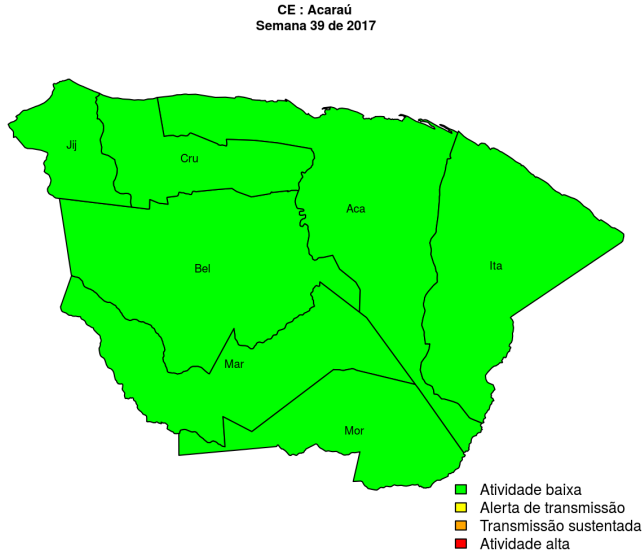 CE : Acaraú
Semana 39 de 2017
Jij
Cru
Aca
Bel
Ita
Mar
Mor
Atividade baixa
Alerta de transmissão
Transmissão sustentada
Atividade alta